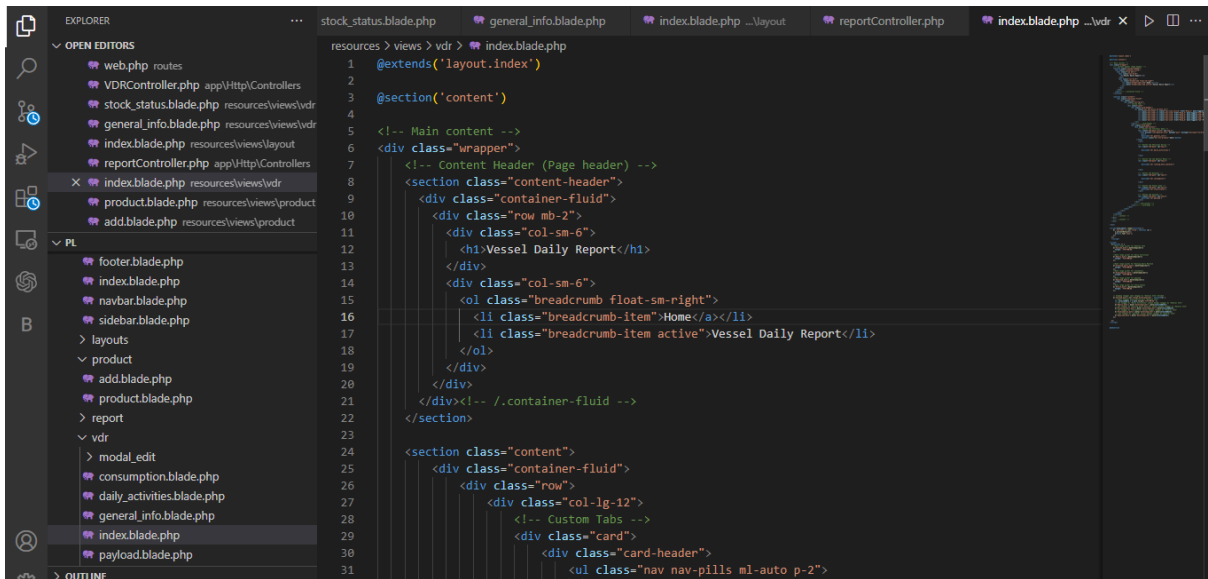 EXPLORER
OPEN EDITORS
web.php routes
VDRController.php app\Http\Controllers
stock_status.blade.php resources\views\vdr
general_info.blade.php resources\views\vdr
index.blade.php resources\views\layout
reportController.php app\Http\Controllers
index.blade.php resources\views\vdr
product.blade.php resources\views\product
add.blade.php resources\views\product
PL
footer.blade.php
index.blade.php
navbar.blade.php
sidebar.blade.php
layouts
product
add.blade.php
product.blade.php
report
vdr
modal_edit
consumption.blade.php
daily_activities.blade.php
general_info.blade.php
index.blade.php
payload.blade.php
OUTLINE
B
stock_status.blade.php general_info.blade.php index.blade.php ...\layout reportController.php index.blade.php ...\vdr
resources > views > vdr > index.blade.php
1 @extends('layout.index')
2
3 @section('content')
4
5 <!-- Main content -->
6 <div class="wrapper">
7 <!-- Content Header (Page header) -->
8 <section class="content-header">
9 <div class="container-fluid">
10 <div class="row mb-2">
11 <div class="col-sm-6">
12 <h1>Vessel Daily Report</h1>
13 </div>
14 <div class="col-sm-6">
15 <ol class="breadcrumb float-sm-right">
16 <li class="breadcrumb-item">Home</a></li>
17 <li class="breadcrumb-item active">Vessel Daily Report</li>
18 </ol>
19 </div>
20 </div>
21 </div><!-- /.container-fluid -->
22 </section>
23
24 <section class="content">
25 <div class="container-fluid">
26 <div class="row">
27 <div class="col-lg-12">
28 <!-- Custom Tabs -->
29 <div class="card">
30 <div class="card-header">
31 <ul class="nav nav-pills ml-auto p-2">